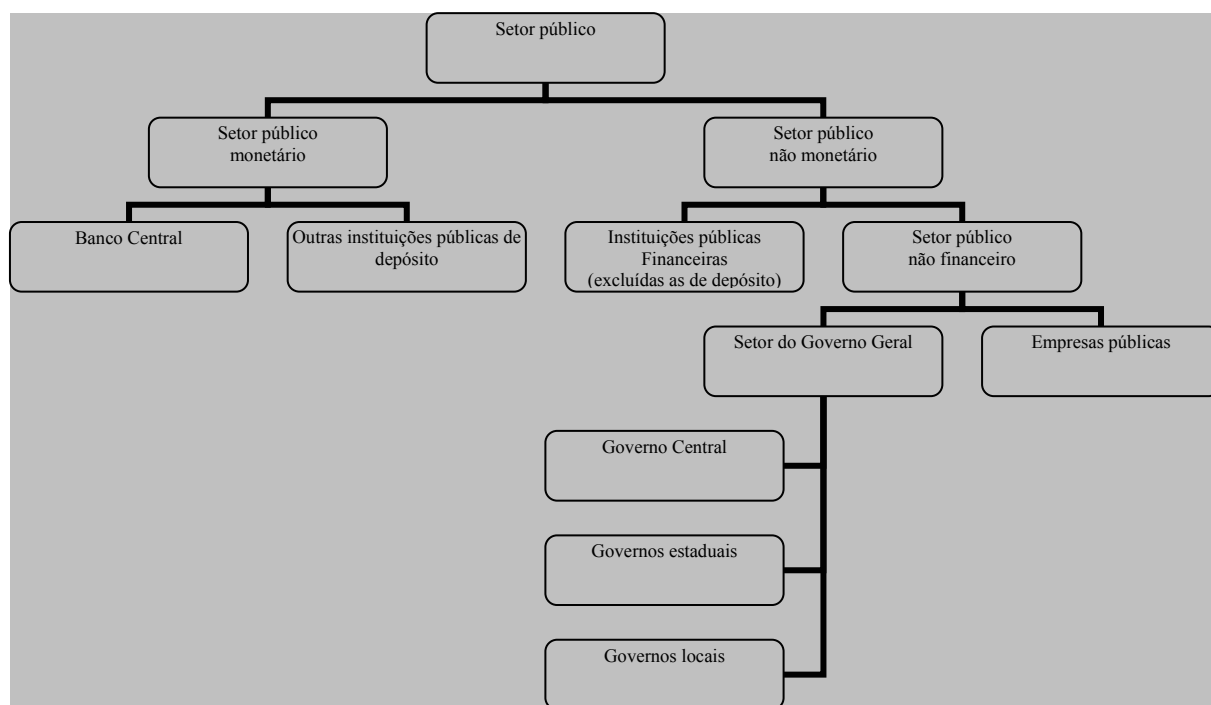 Setor público
Setor público
monetário
Setor público
não monetário
Banco Central
Outras instituições públicas de
depósito
Instituições públicas
Financeiras
(excluídas as de depósito)
Setor público
não financeiro
Setor do Governo Geral
Empresas públicas
Governo Central
Governos estaduais
Governos locais